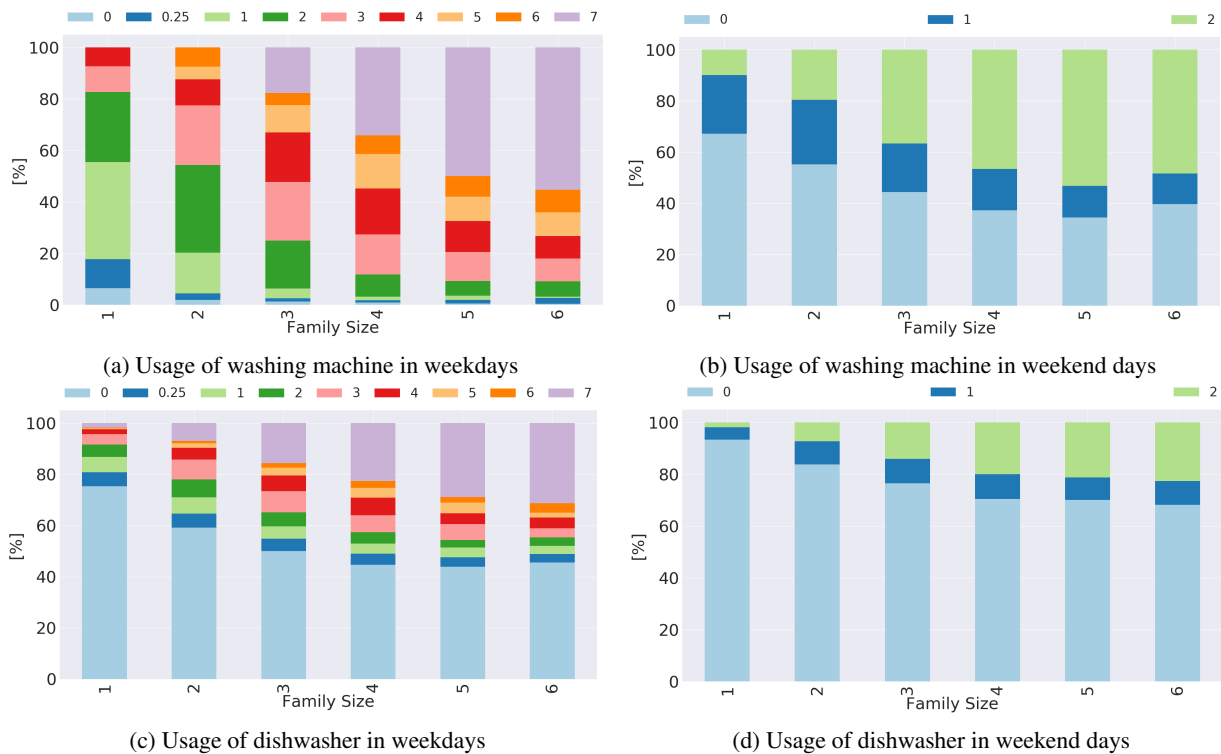 0 0.25 1 2 3 4 5 6 7
100
80
60
40
20
0
[%]
1 2 3 4 5 6
Family Size
(a) Usage of washing machine in weekdays
0 1 2
100
80
60
40
20
0
[%]
1 2 3 4 5 6
Family Size
(b) Usage of washing machine in weekend days
0 0.25 1 2 3 4 5 6 7
100
80
60
40
20
0
[%]
1 2 3 4 5 6
Family Size
(c) Usage of dishwasher in weekdays
0 1 2
100
80
60
40
20
0
[%]
1 2 3 4 5 6
Family Size
(d) Usage of dishwasher in weekend days